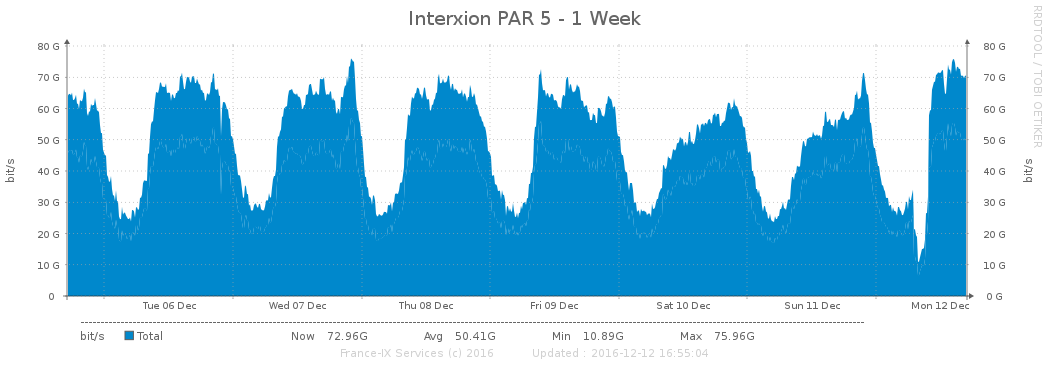 Interxion PAR 5 - 1 Week
RRDTOOL / TOBI OETIKER
80 G 80 G
70 G 70 G
60 G 60 G
50 G 50 G
40 G 40 G
30 G 30 G
20 G 20 G
10 G 10 G
0 0 G
bit/s
bit/s
Tue 06 Dec Wed 07 Dec Thu 08 Dec Fri 09 Dec Sat 10 Dec Sun 11 Dec Mon 12 Dec
bit/s Total Now 72.96G Avg 50.41G Min 10.89G Max 75.96G
France-IX Services (c) 2016 Updated : 2016-12-12 16:55:04